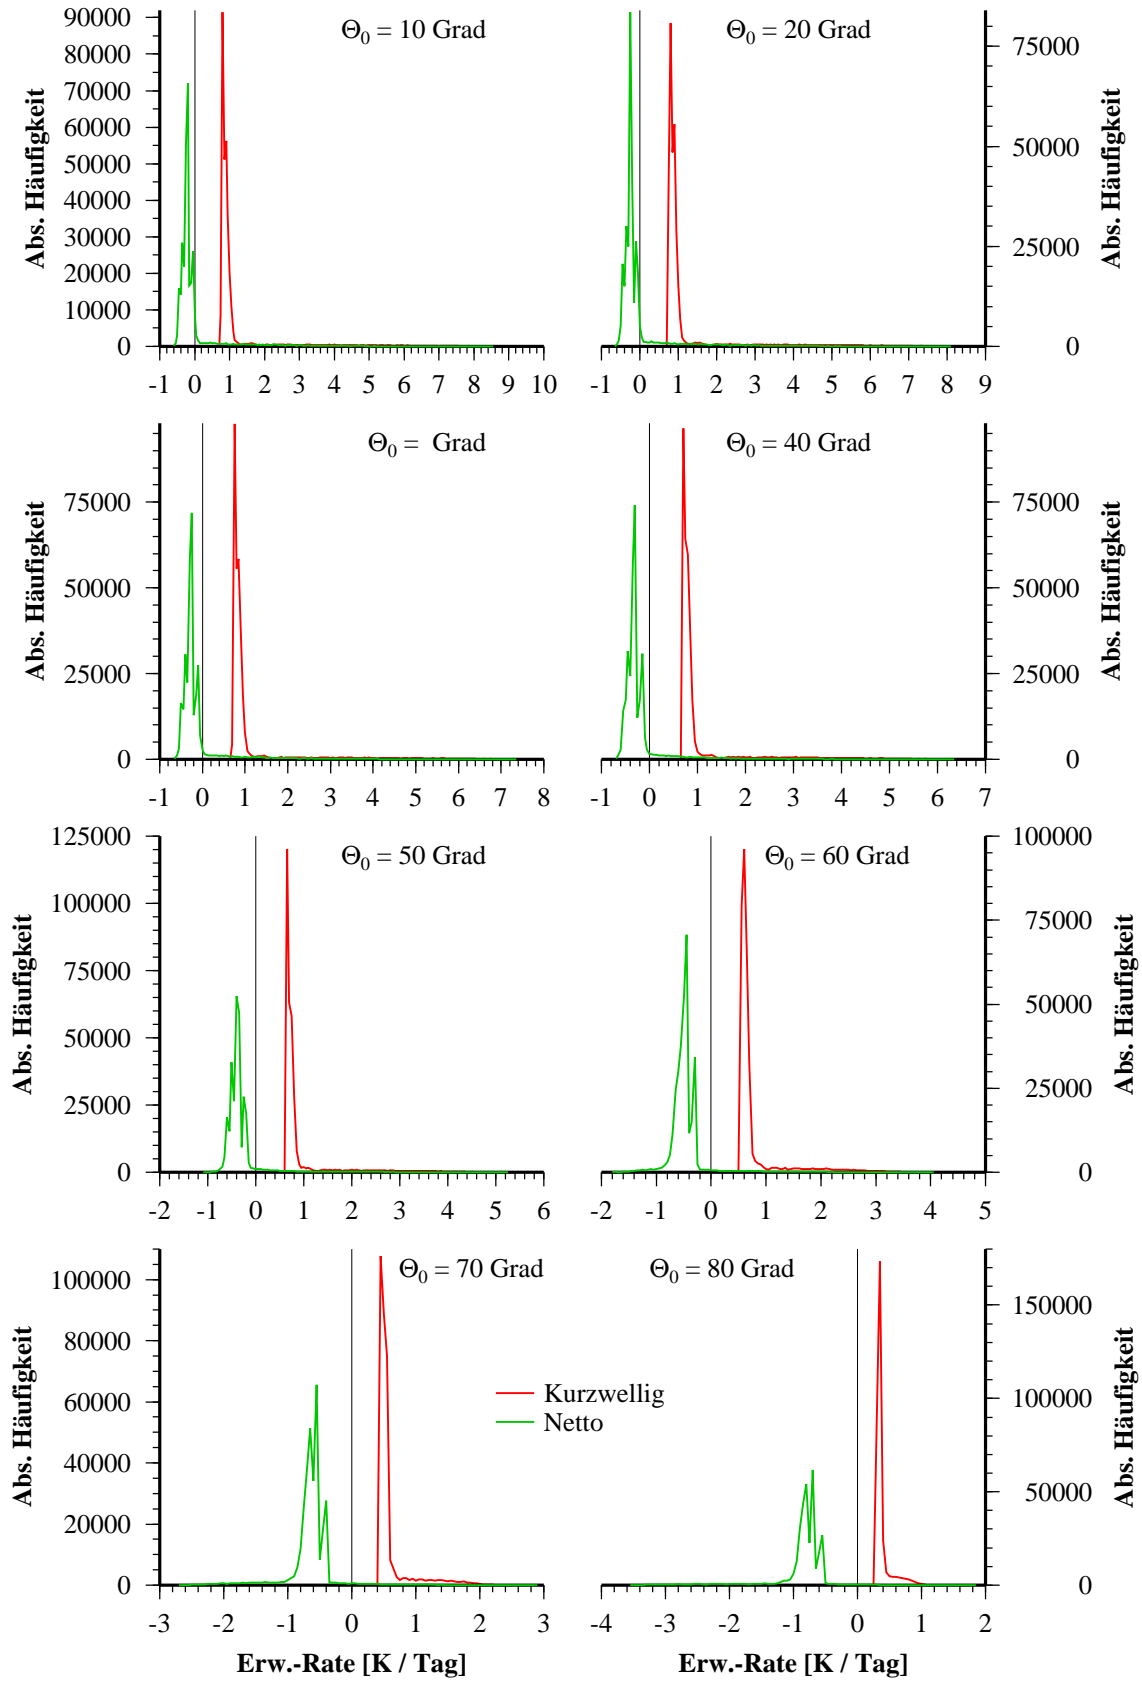 Θ0 = 10 Grad
Abs. Häufigkeit
90000
80000
70000
60000
50000
40000
30000
20000
10000
0
-1 0 1 2 3 4 5 6 7 8 9 10
Θ0 = 20 Grad
75000
50000
25000
0
Abs. Häufigkeit
-1 0 1 2 3 4 5 6 7 8 9
Θ0 = Grad
Abs. Häufigkeit
75000
50000
25000
0
-1 0 1 2 3 4 5 6 7 8
Θ0 = 40 Grad
75000
50000
25000
0
Abs. Häufigkeit
-1 0 1 2 3 4 5 6 7
Θ0 = 50 Grad
Abs. Häufigkeit
125000
100000
75000
50000
25000
0
-2 -1 0 1 2 3 4 5 6
Θ0 = 60 Grad
100000
75000
50000
25000
0
Abs. Häufigkeit
-2 -1 0 1 2 3 4 5
Θ0 = 70 Grad
Abs. Häufigkeit
100000
80000
60000
40000
20000
0
-3 -2 -1 0 1 2 3
Erw.-Rate [K / Tag]
Kurzwellig
Netto
Θ0 = 80 Grad
150000
100000
50000
0
Abs. Häufigkeit
-4 -3 -2 -1 0 1 2
Erw.-Rate [K / Tag]